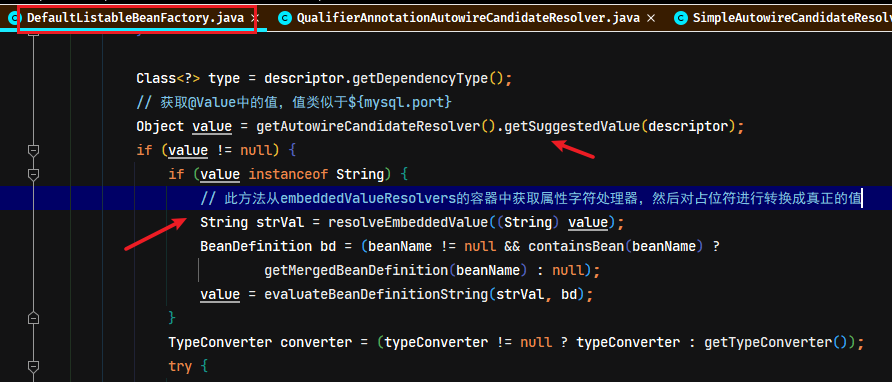 DefaultListableBeanFactory.java × QualifierAnnotationAutowireCandidateResolver.java × SimpleAutowireCandidateResolv
Class<?> type = descriptor.getDependencyType();
// 获取@Value中的值，值类似于${mysql.port}
Object value = getAutowireCandidateResolver().getSuggestedValue(descriptor);
if (value != null) {
if (value instanceof String) {
// 此方法从embeddedValueResolvers的容器中获取属性字符处理器，然后对占位符进行转换成真正的值
String strVal = resolveEmbeddedValue((String) value);
BeanDefinition bd = (beanName != null && containsBean(beanName) ?
getMergedBeanDefinition(beanName) : null);
value = evaluateBeanDefinitionString(strVal, bd);
}
TypeConverter converter = (typeConverter != null ? typeConverter : getTypeConverter());
try {